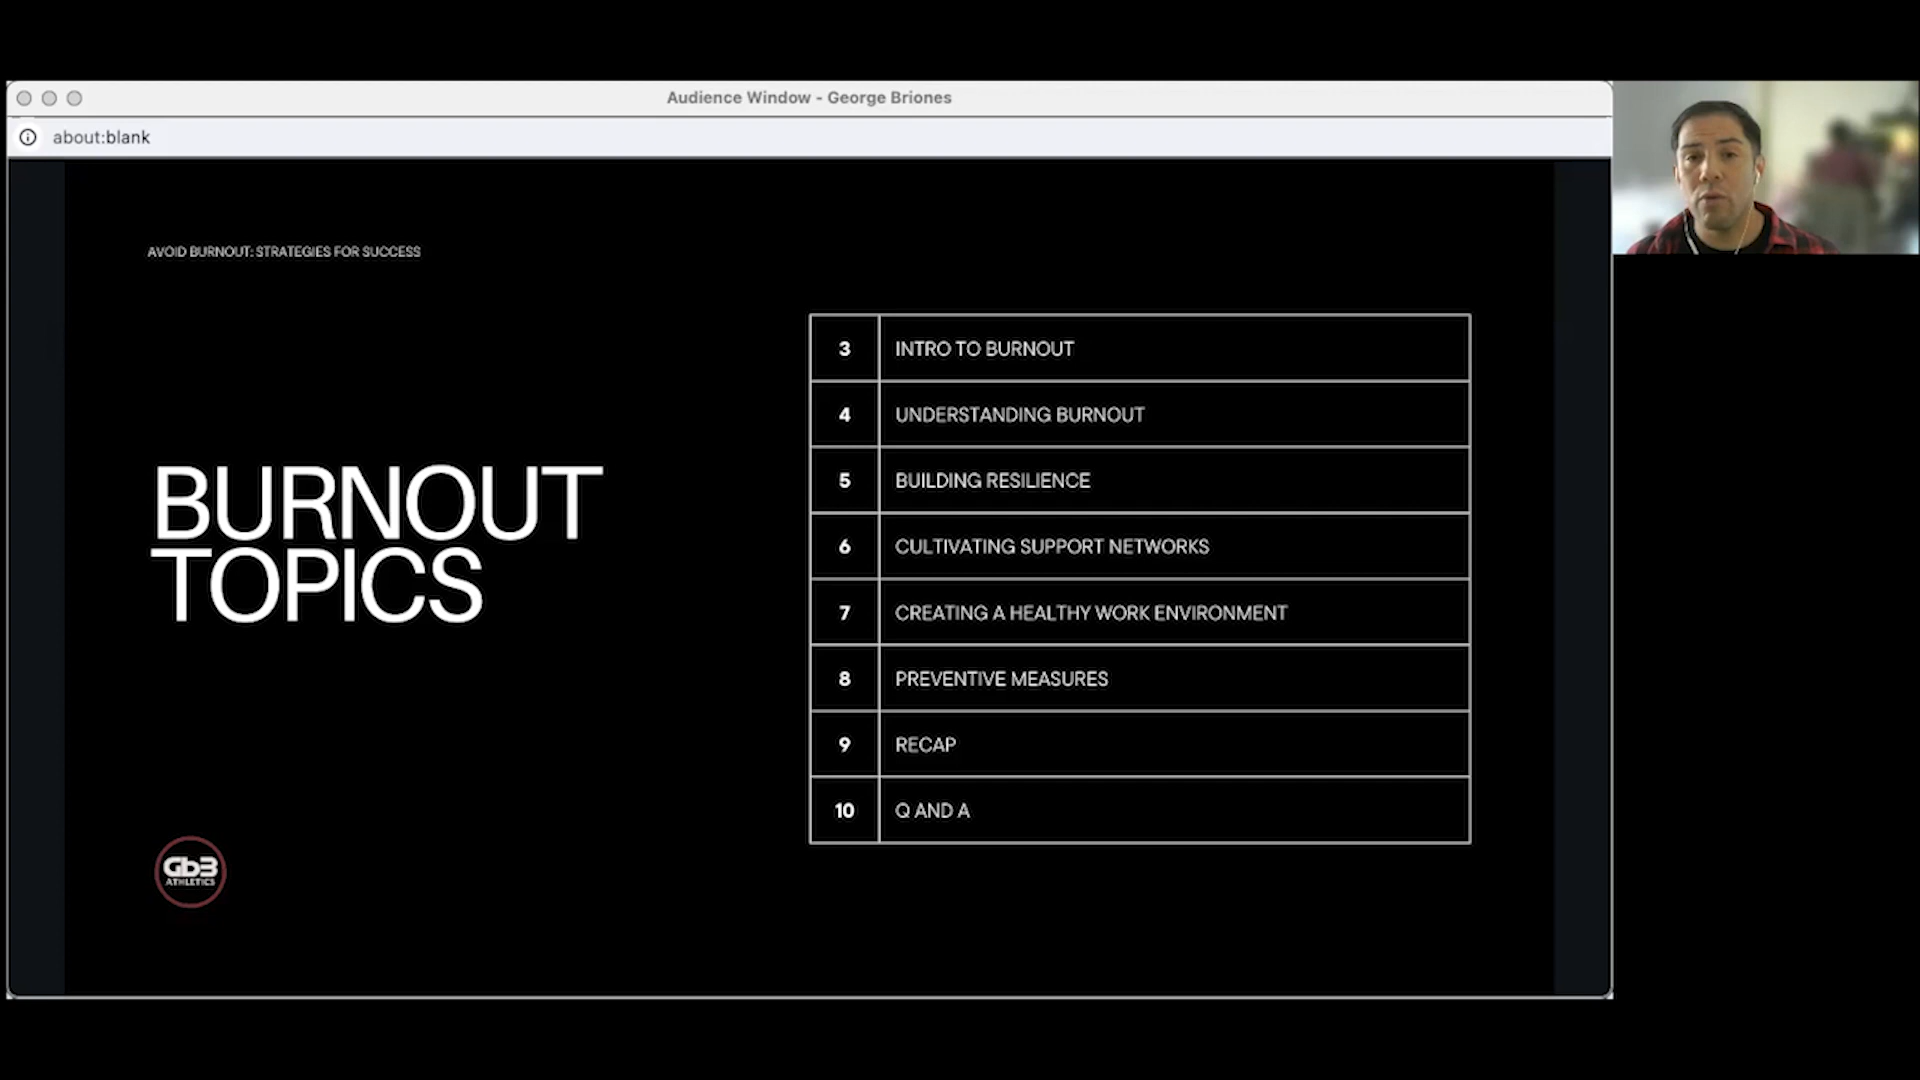 Audience Window - George Briones
about:blank
AVOID BURNOUT: STRATEGIES FOR SUCCESS
BURNOUT
TOPICS
3 INTRO TO BURNOUT
4 UNDERSTANDING BURNOUT
5 BUILDING RESILIENCE
6 CULTIVATING SUPPORT NETWORKS
7 CREATING A HEALTHY WORK ENVIRONMENT
8 PREVENTIVE MEASURES
9 RECAP
10 Q AND A
Gb3
ATHLETICS